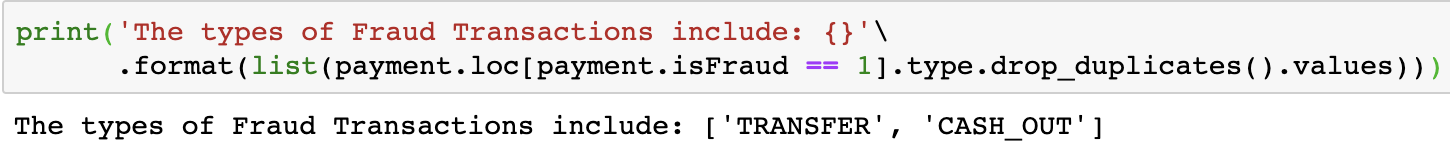 print('The types of Fraud Transactions include: {}'\
.format(list(payment.loc[payment.isFraud == 1].type.drop_duplicates().values)))
The types of Fraud Transactions include: ['TRANSFER', 'CASH_OUT']